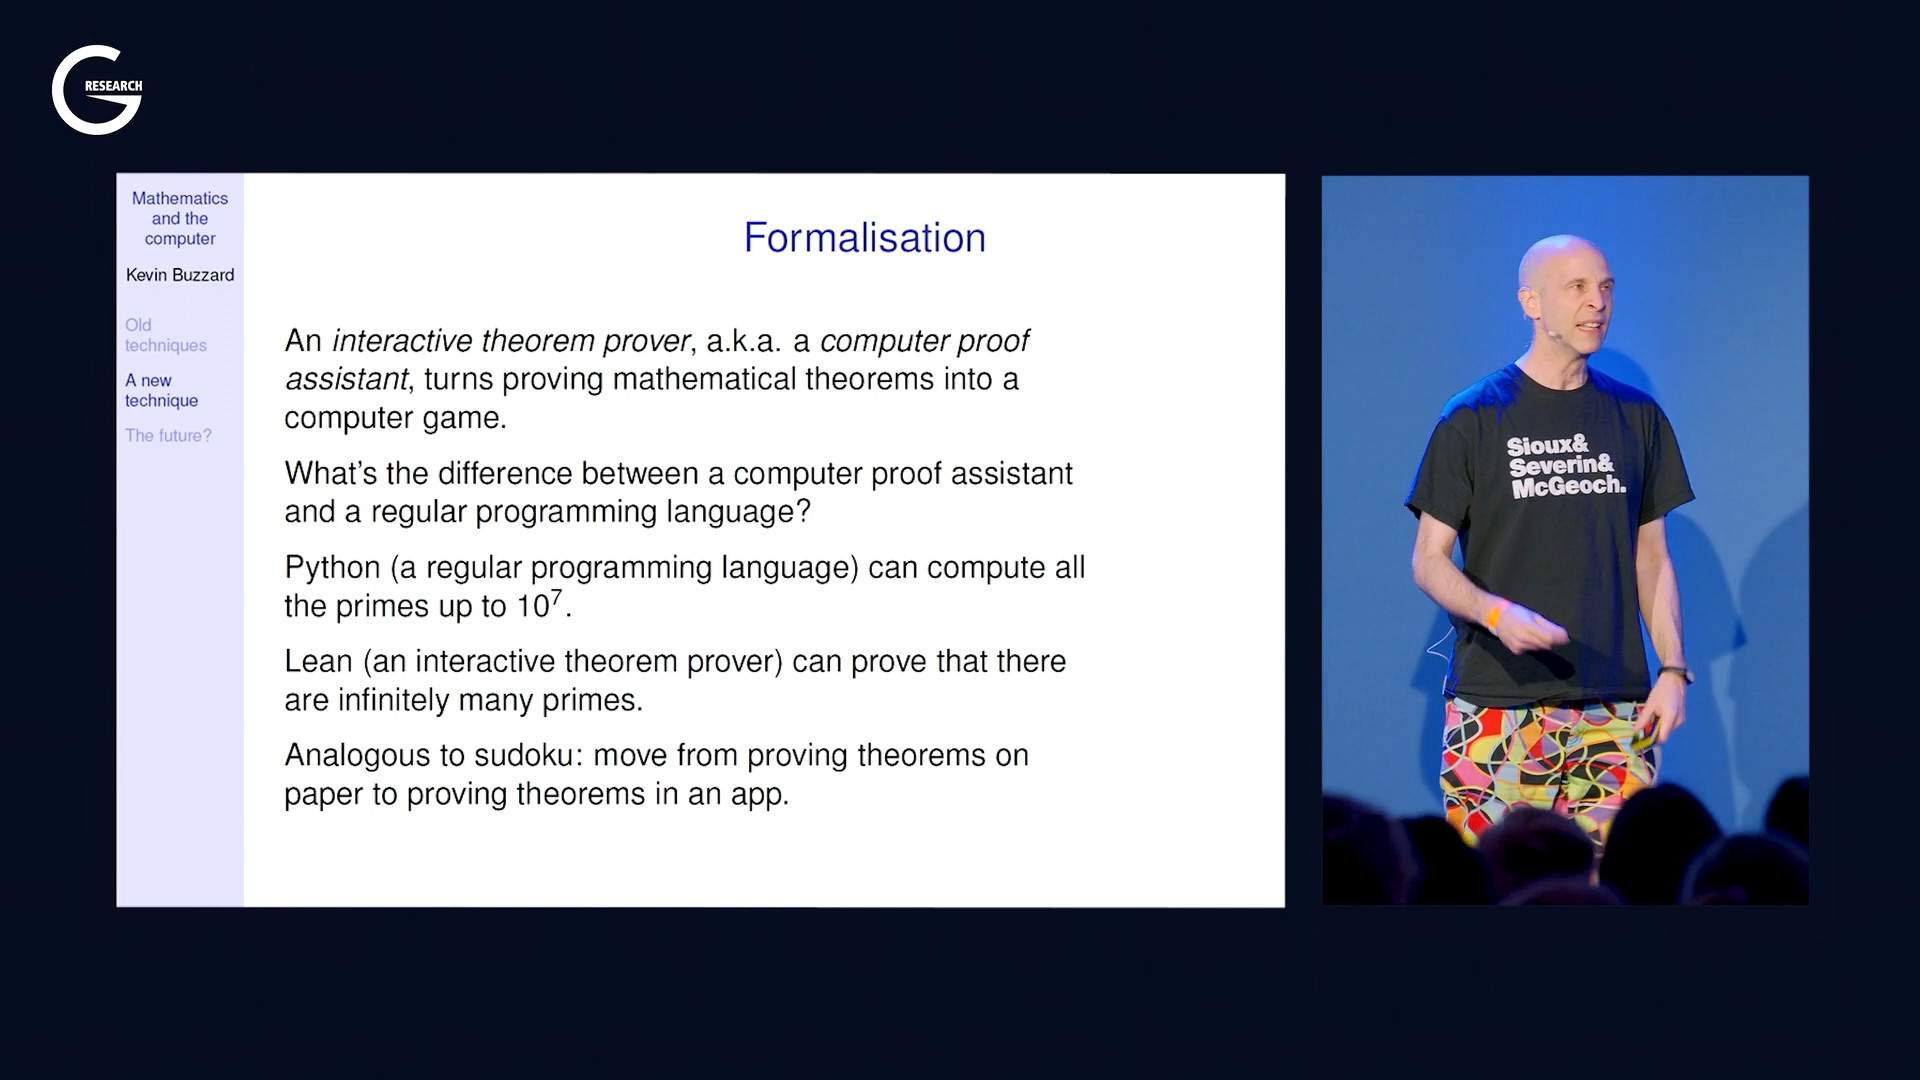 RESEARCH
Mathematics
and the
computer
Kevin Buzzard
Old
techniques
A new
technique
The future?
Formalisation
An interactive theorem prover, a.k.a. a computer proof
assistant, turns proving mathematical theorems into a
computer game.
What's the difference between a computer proof assistant
and a regular programming language?
Python (a regular programming language) can compute all
the primes up to 10⁷.
Lean (an interactive theorem prover) can prove that there
are infinitely many primes.
Analogous to sudoku: move from proving theorems on
paper to proving theorems in an app.
Sioux&
Severin&
McGeoch.